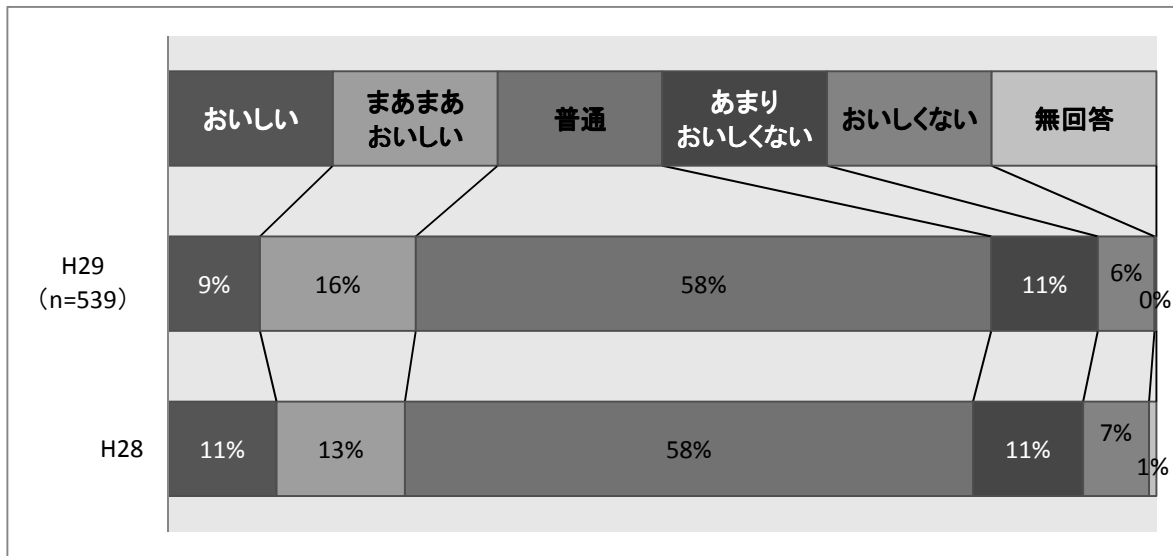 おいしい
まあまあ
おいしい
普通
あまり
おいしくない
おいしくない
無回答
H29
（n=539）
9%
16%
58%
11%
6%
0%
H28
11%
13%
58%
11%
7%
1%